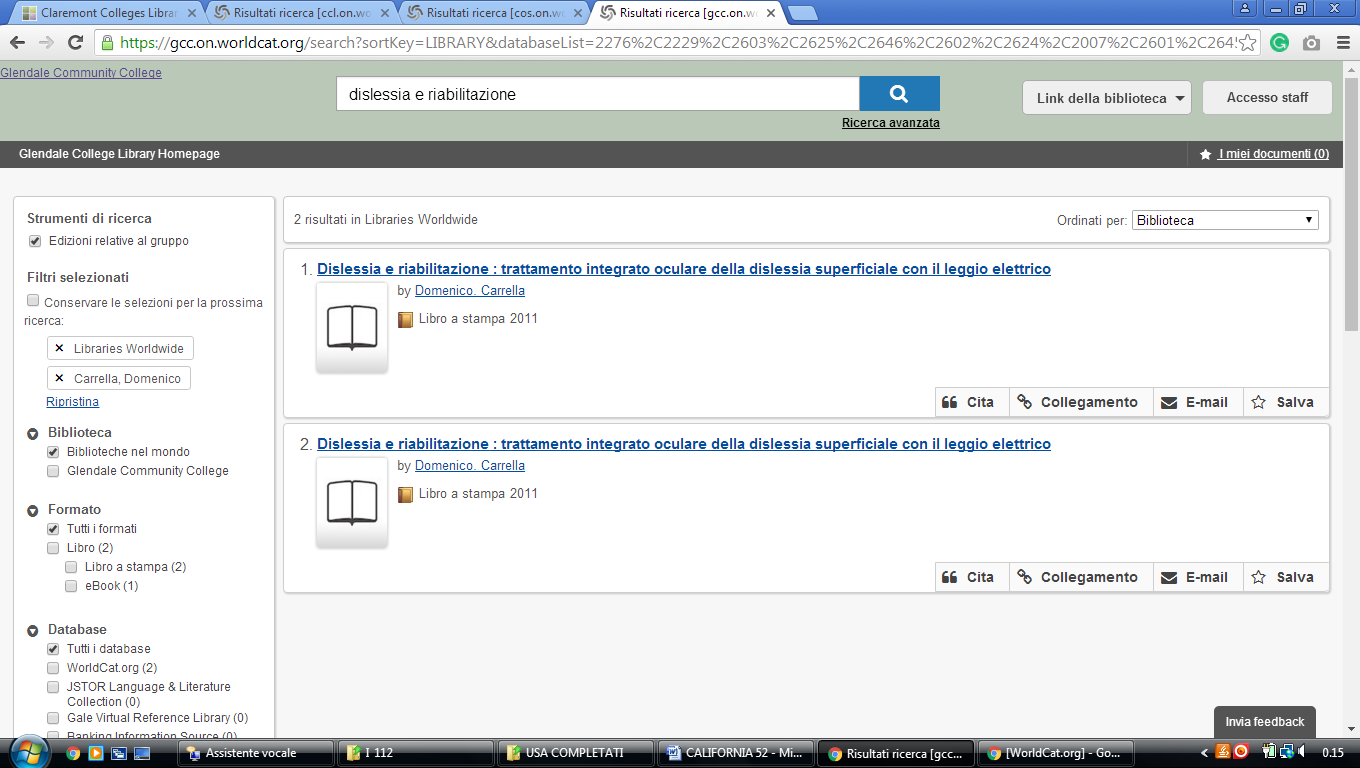 Claremont Colleges Librar
Risultati ricerca [ccl.on.wo
Risultati ricerca [cos.on.w
Risultati ricerca [gcc.on.w
https://gcc.on.worldcat.org/search?sortKey=LIBRARY&databaseList=2276%2C2229%2C2603%2C2625%2C2646%2C2602%2C2624%2C2007%2C2601%2C264
Glendale Community College
dislessia e riabilitazione
Link della biblioteca
Accesso staff
Ricerca avanzata
Glendale College Library Homepage
I miei documenti (0)
Strumenti di ricerca
Edizioni relative al gruppo
Filtri selezionati
Conservare le selezioni per la prossima
ricerca:
× Libraries Worldwide
× Carrella, Domenico
Ripristina
Biblioteca
Biblioteche nel mondo
Glendale Community College
Formato
Tutti i formati
Libro (2)
Libro a stampa (2)
eBook (1)
Database
Tutti i database
WorldCat.org (2)
JSTOR Language & Literature
Collection (0)
Gale Virtual Reference Library (0)
Banking Information Source (0)
2 risultati in Libraries Worldwide
Ordinati per: Biblioteca
1. Dislessia e riabilitazione : trattamento integrato oculare della dislessia superficiale con il leggio elettrico
by Domenico. Carrella
Libro a stampa 2011
Cita Collegamento E-mail Salva
2. Dislessia e riabilitazione : trattamento integrato oculare della dislessia superficiale con il leggio elettrico
by Domenico. Carrella
Libro a stampa 2011
Cita Collegamento E-mail Salva
Invia feedback
Assistente vocale
I 112
USA COMPLETATI
CALIFORNIA 52 - Mi...
Risultati ricerca [gcc...
[WorldCat.org] - Go...
0.15